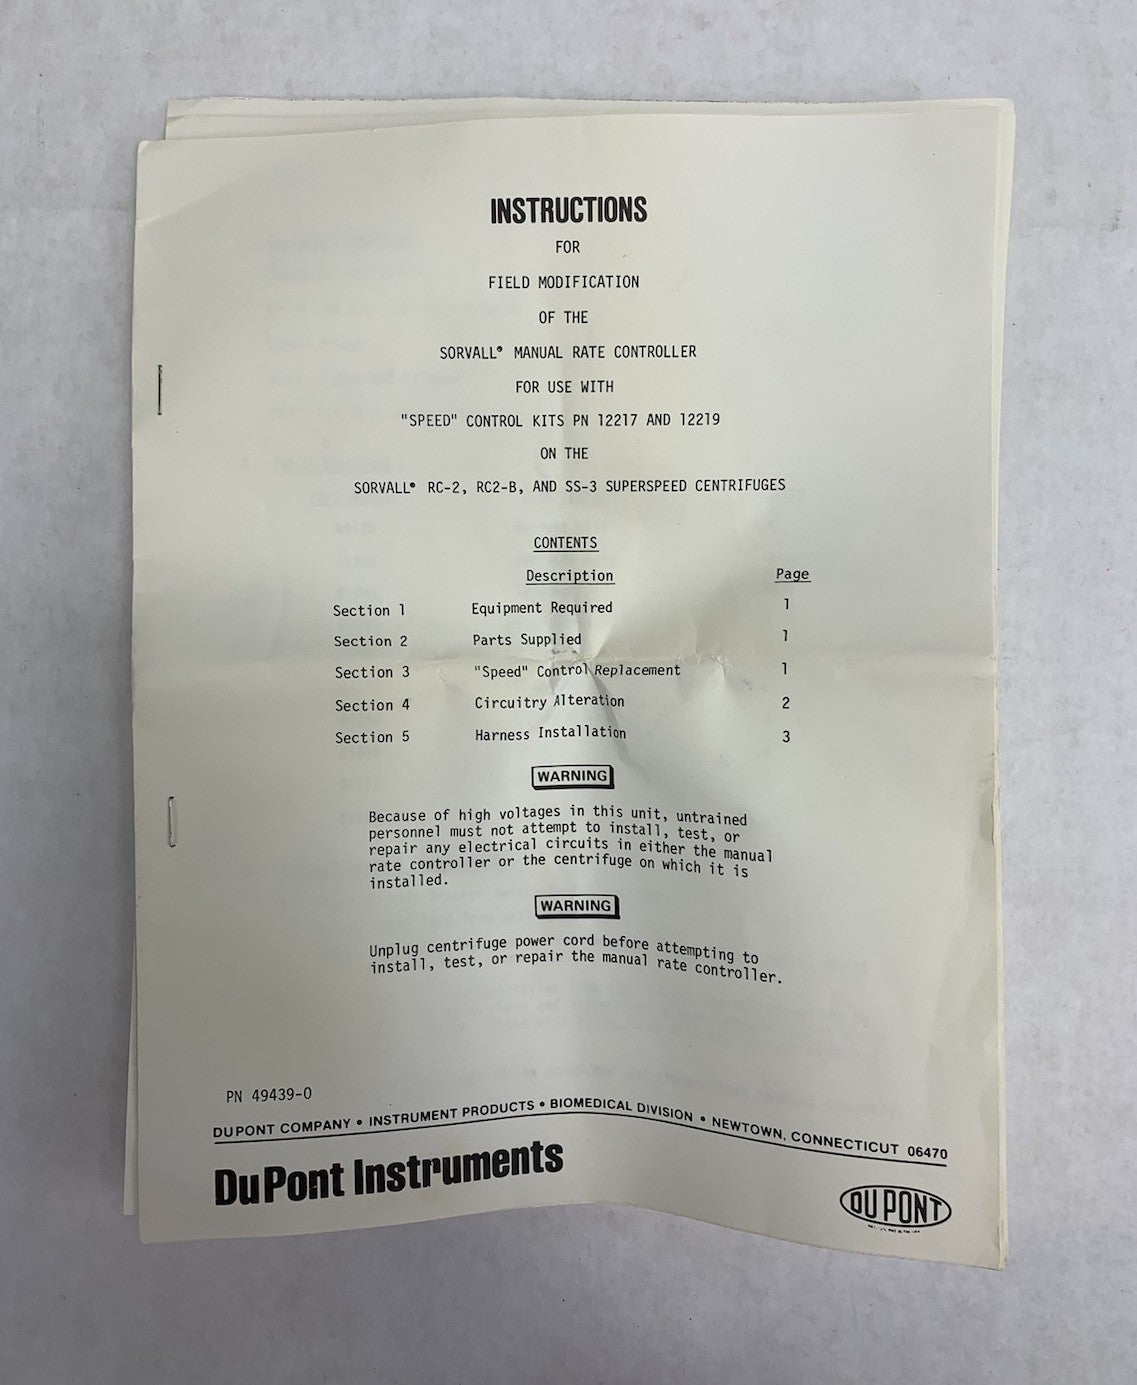 INSTRUCTIONS
FOR
FIELD MODIFICATION
OF THE
SORVALL® MANUAL RATE CONTROLLER
FOR USE WITH
"SPEED" CONTROL KITS PN 12217 AND 12219
ON THE
SORVALL® RC-2, RC2-B, AND SS-3 SUPERSPEED CENTRIFUGES
CONTENTS
Description Page
Section 1 Equipment Required 1
Section 2 Parts Supplied 1
Section 3 "Speed" Control Replacement 1
Section 4 Circuitry Alteration 2
Section 5 Harness Installation 3
WARNING
Because of high voltages in this unit, untrained
personnel must not attempt to install, test, or
repair any electrical circuits in either the manual
rate controller or the centrifuge on which it is
installed.
WARNING
Unplug centrifuge power cord before attempting to
install, test, or repair the manual rate controller.
PN 49439-0
DUPONT COMPANY • INSTRUMENT PRODUCTS • BIOMEDICAL DIVISION • NEWTOWN, CONNECTICUT 06470
DuPont Instruments
DU PONT